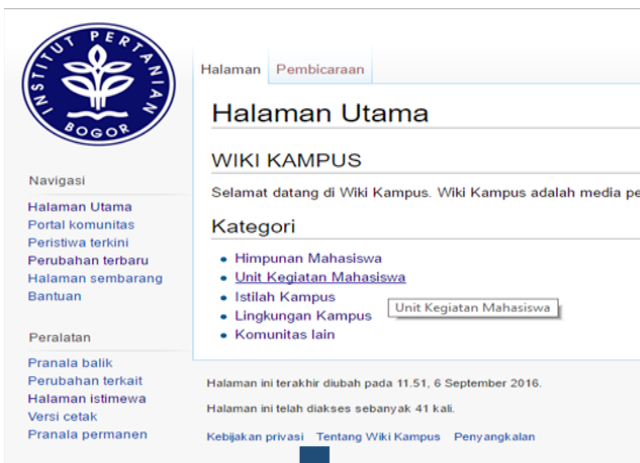 INSTITUT PERTANIAN
BOGOR
Navigasi
Halaman Utama
Portal komunitas
Peristiwa terkini
Perubahan terbaru
Halaman sembarang
Bantuan
Peralatan
Pranala balik
Perubahan terkait
Halaman istimewa
Versi cetak
Pranala permanen
Halaman Pembicaraan
Halaman Utama
WIKI KAMPUS
Selamat datang di Wiki Kampus. Wiki Kampus adalah media pe
Kategori
Himpunan Mahasiswa
Unit Kegiatan Mahasiswa
Istilah Kampus
Unit Kegiatan Mahasiswa
Lingkungan Kampus
Komunitas lain
Halaman ini terakhir diubah pada 11.51, 6 September 2016.
Halaman ini telah diakses sebanyak 41 kali.
Kebijakan privasi Tentang Wiki Kampus Penyangkalan